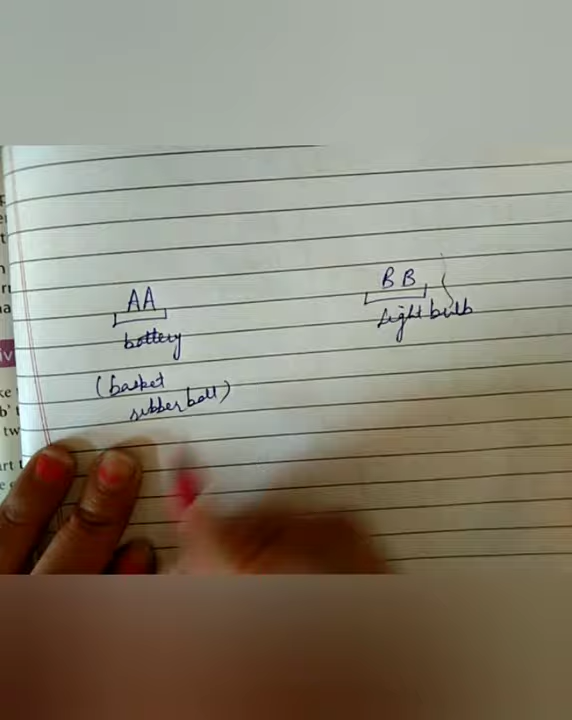 AA
battery
(basket
rubber ball)
BB
light bulb